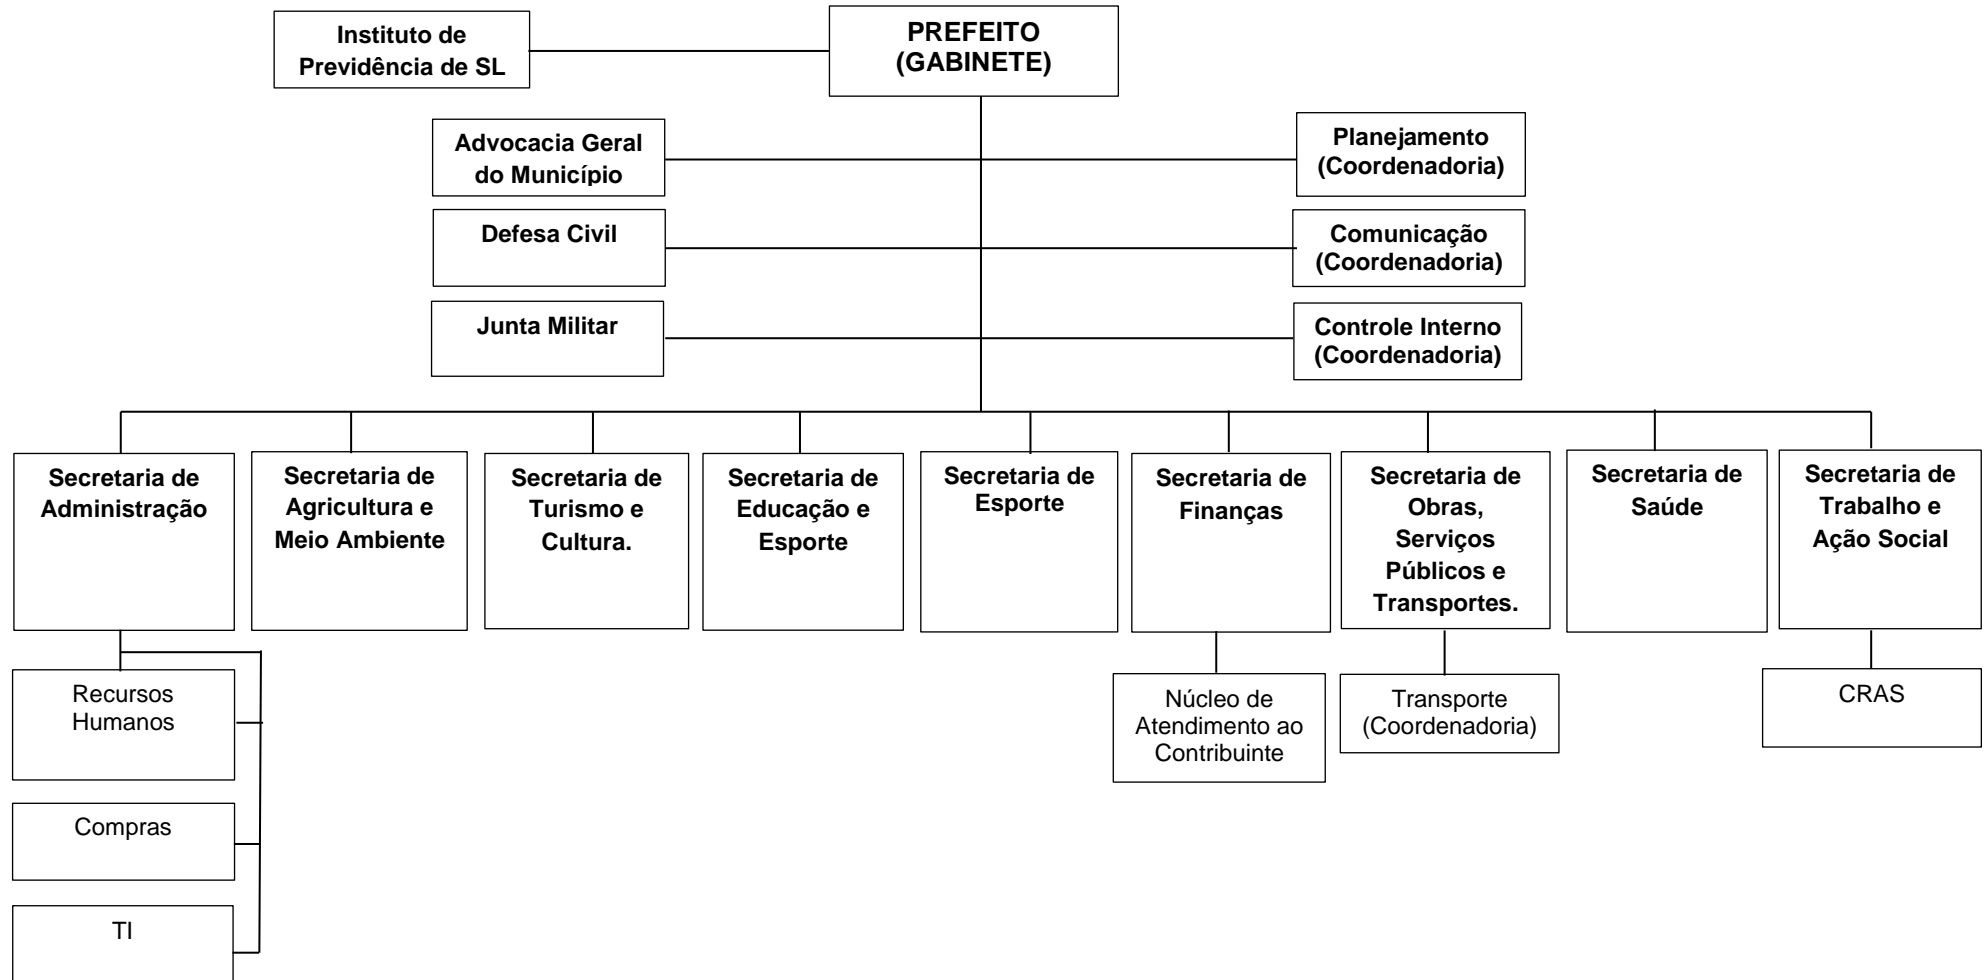 Instituto de
Previdência de SL
PREFEITO
(GABINETE)
Advocacia Geral
do Município
Planejamento
(Coordenadoria)
Defesa Civil
Comunicação
(Coordenadoria)
Junta Militar
Controle Interno
(Coordenadoria)
Secretaria de
Administração
Secretaria de
Agricultura e
Meio Ambiente
Secretaria de
Turismo e
Cultura.
Secretaria de
Educação e
Esporte
Secretaria de
Esporte
Secretaria de
Finanças
Secretaria de
Obras,
Serviços
Públicos e
Transportes.
Secretaria de
Saúde
Secretaria de
Trabalho e
Ação Social
Recursos
Humanos
Núcleo de
Atendimento ao
Contribuinte
Transporte
(Coordenadoria)
CRAS
Compras
TI